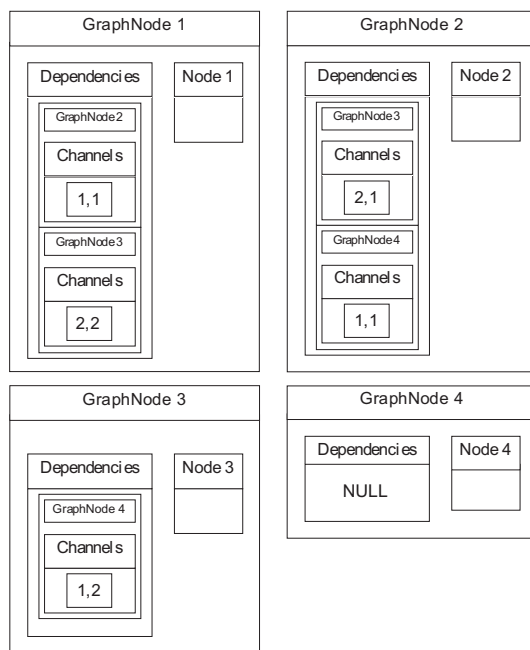 GraphNode 1
Dependencies
Node 1
GraphNode2
Channels
1,1
GraphNode3
Channels
2,2
GraphNode 2
Dependencies
Node 2
GraphNode3
Channels
2,1
GraphNode4
Channels
1,1
GraphNode 3
Dependencies
Node 3
GraphNode 4
Channels
1,2
GraphNode 4
Dependencies
Node 4
NULL